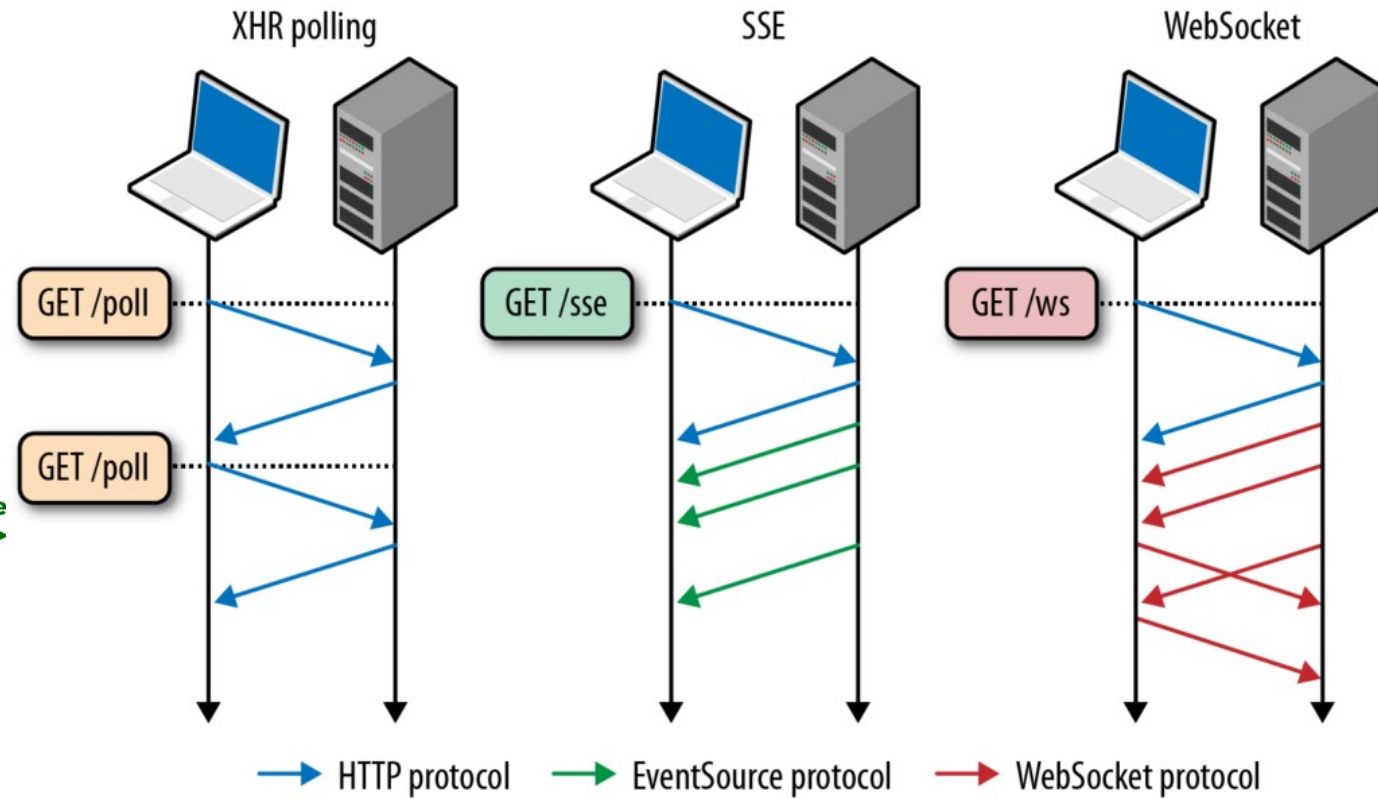 XHR polling
SSE
WebSocket
GET /poll
GET /sse
GET /ws
GET /poll
e
HTTP protocol
EventSource protocol
WebSocket protocol